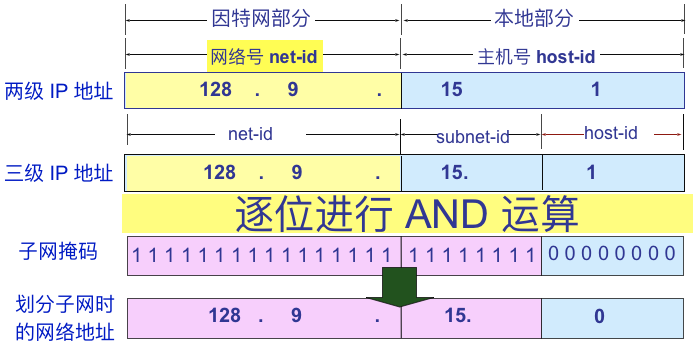 因特网部分 本地部分
网络号 net-id 主机号 host-id
两级 IP 地址 128 . 9 . 15 1
net-id subnet-id host-id
三级 IP 地址 128 . 9 . 15. 1
逐位进行 AND 运算
子网掩码 1 1 1 1 1 1 1 1 1 1 1 1 1 1 1 1 1 1 1 1 1 1 1 1 0 0 0 0 0 0 0 0
划分子网时
的网络地址 128 . 9 . 15. 0